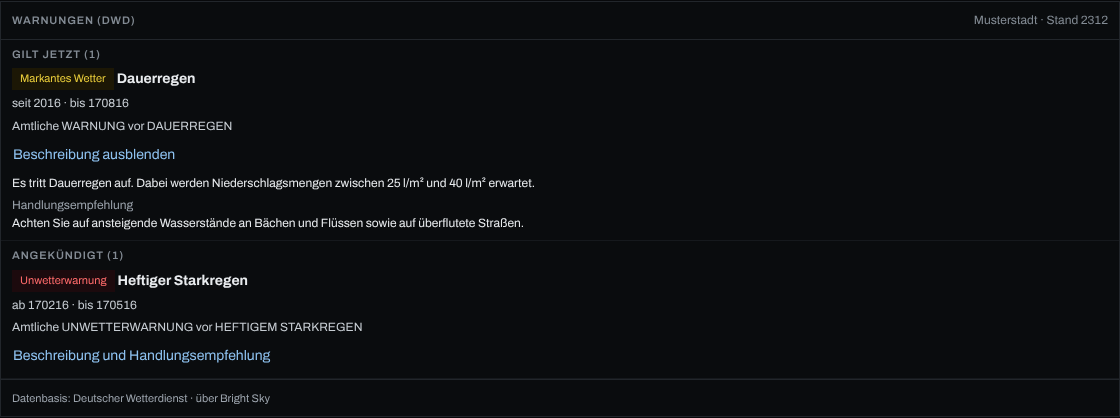 WARNUNGEN (DWD) Musterstadt · Stand 2312
GILT JETZT (1)
Markantes Wetter Dauerregen
seit 2016 · bis 170816
Amtliche WARNUNG vor DAUERREGEN
Beschreibung ausblenden
Es tritt Dauerregen auf. Dabei werden Niederschlagsmengen zwischen 25 l/m² und 40 l/m² erwartet.
Handlungsempfehlung
Achten Sie auf ansteigende Wasserstände an Bächen und Flüssen sowie auf überflutete Straßen.
ANGEKÜNDIGT (1)
Unwetterwarnung Heftiger Starkregen
ab 170216 · bis 170516
Amtliche UNWETTERWARNUNG vor HEFTIGEM STARKREGEN
Beschreibung und Handlungsempfehlung
Datenbasis: Deutscher Wetterdienst · über Bright Sky